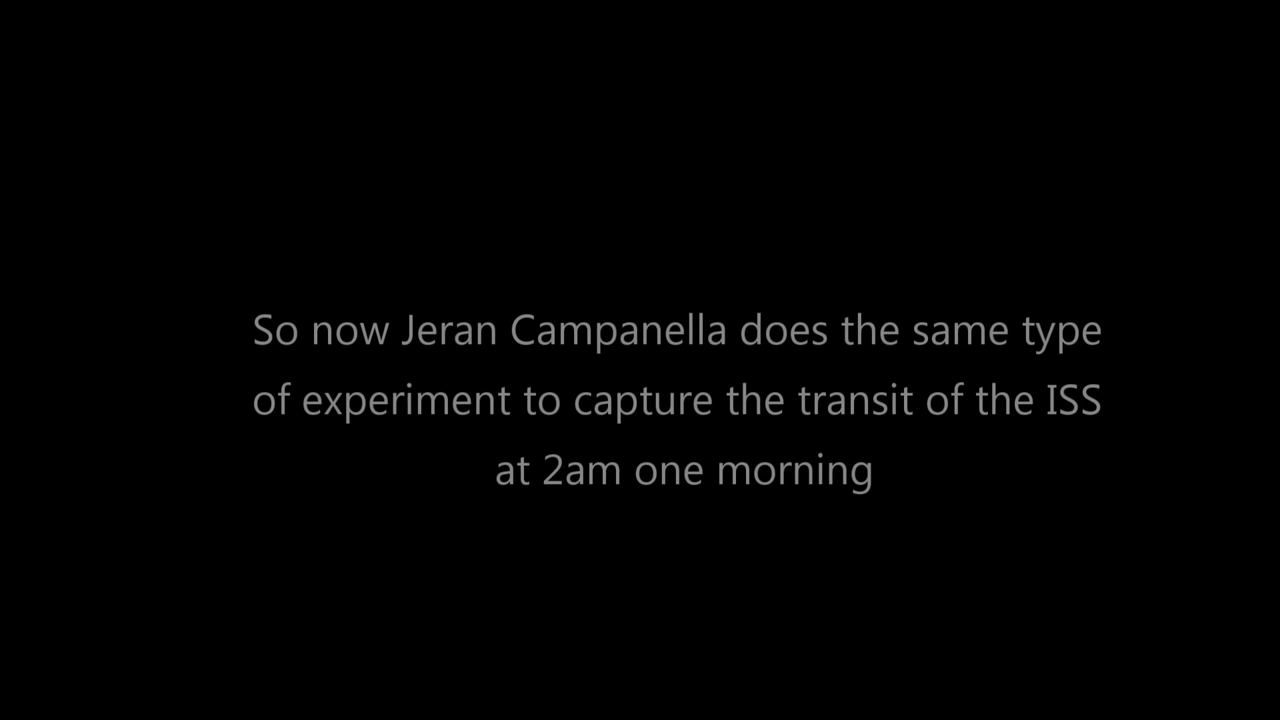 So now Jeran Campanella does the same type
of experiment to capture the transit of the ISS
at 2am one morning